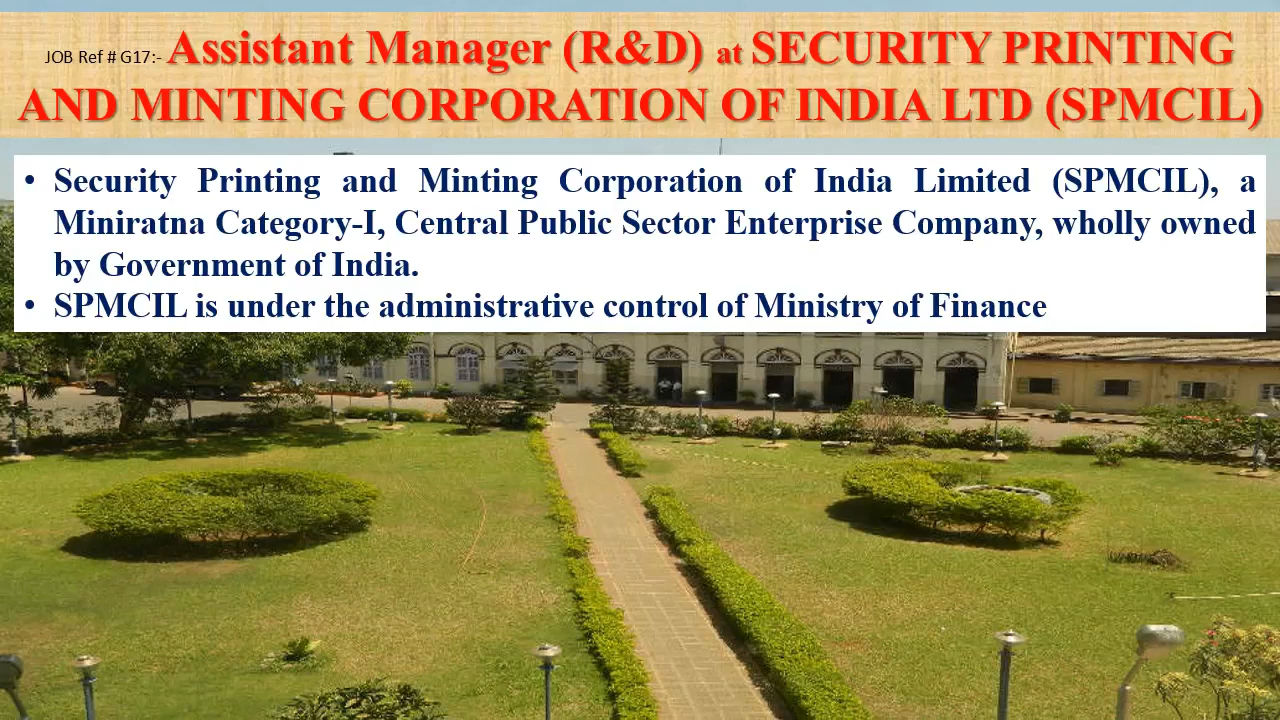 JOB Ref # G17:- Assistant Manager (R&D) at SECURITY PRINTING
AND MINTING CORPORATION OF INDIA LTD (SPMCIL)
• Security Printing and Minting Corporation of India Limited (SPMCIL), a
Miniratna Category-I, Central Public Sector Enterprise Company, wholly owned
by Government of India.
• SPMCIL is under the administrative control of Ministry of Finance